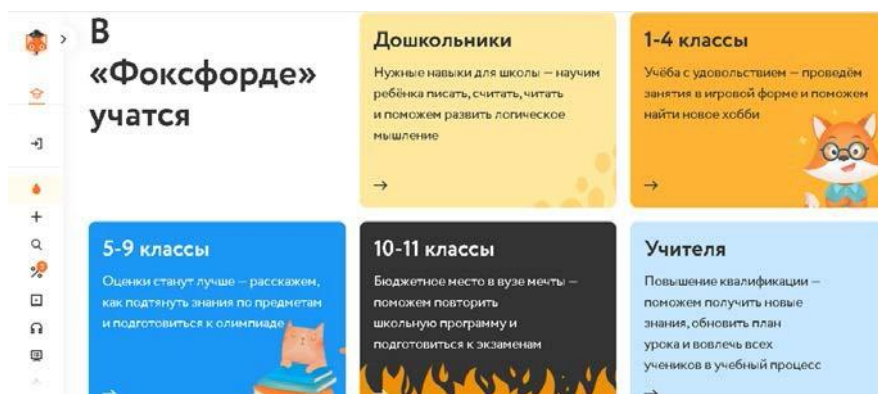 В
«Фоксфорде»
учатся
Дошкольники
Нужные навыки для школы — научим
ребёнка писать, считать, читать
и поможем развить логическое
мышление
1-4 классы
Учёба с удовольствием — проведём
занятия в игровой форме и поможем
найти новое хобби
5-9 классы
Оценки станут лучше — расскажем,
как подтянуть знания по предметам
и подготовиться к олимпиаде
10-11 классы
Бюджетное место в вузе мечты —
поможем повторить
школьную программу и
подготовиться к экзаменам
Учителя
Повышение квалификации —
поможем получить новые
знания, обновить план
урока и вовлечь всех
учеников в учебный процесс